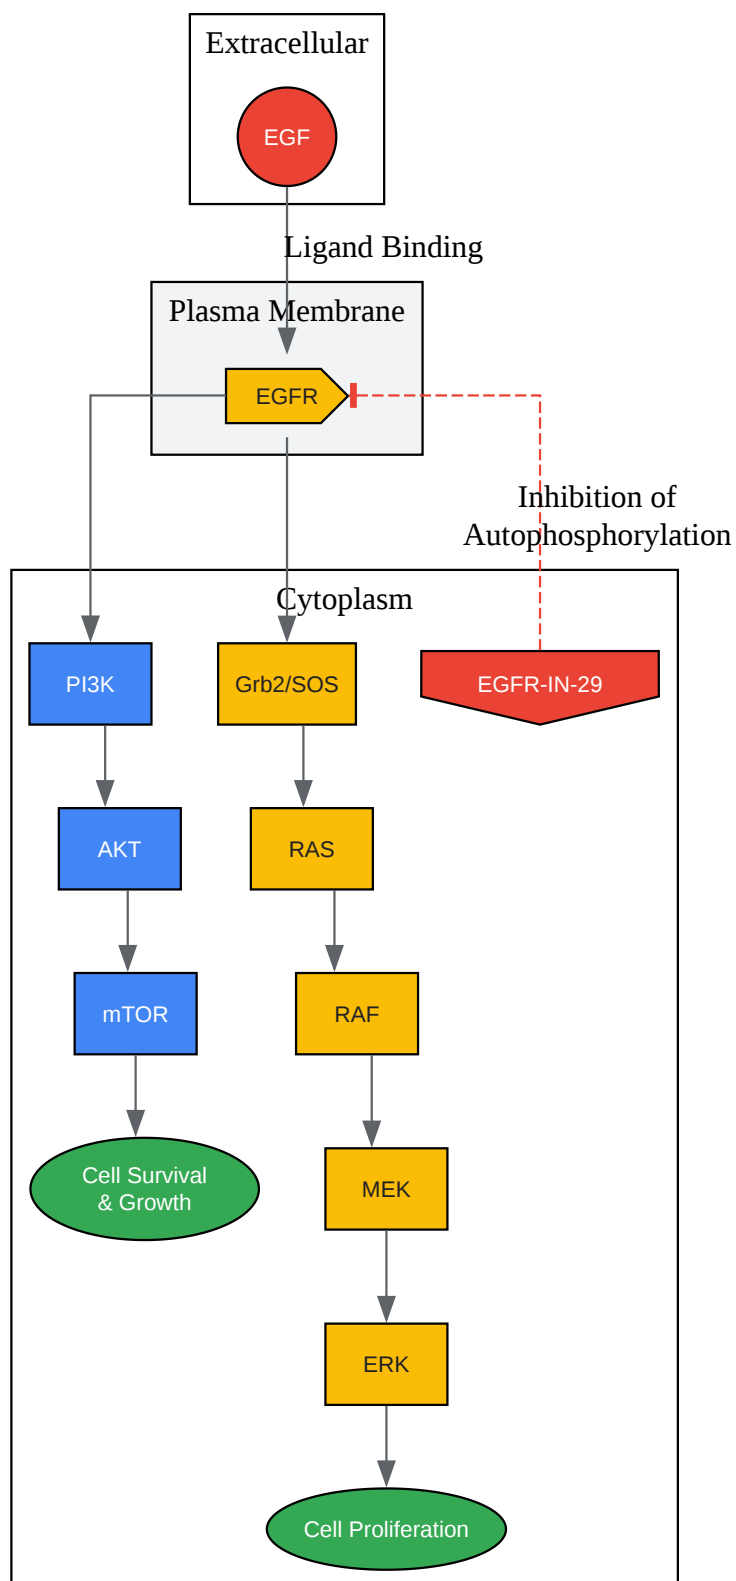 Extracellular
EGF
Ligand Binding
Plasma Membrane
EGFR
Inhibition of
Autophosphorylation
Cytoplasm
PI3K
Grb2/SOS
EGFR-IN-29
AKT
RAS
mTOR
RAF
Cell Survival
& Growth
MEK
ERK
Cell Proliferation